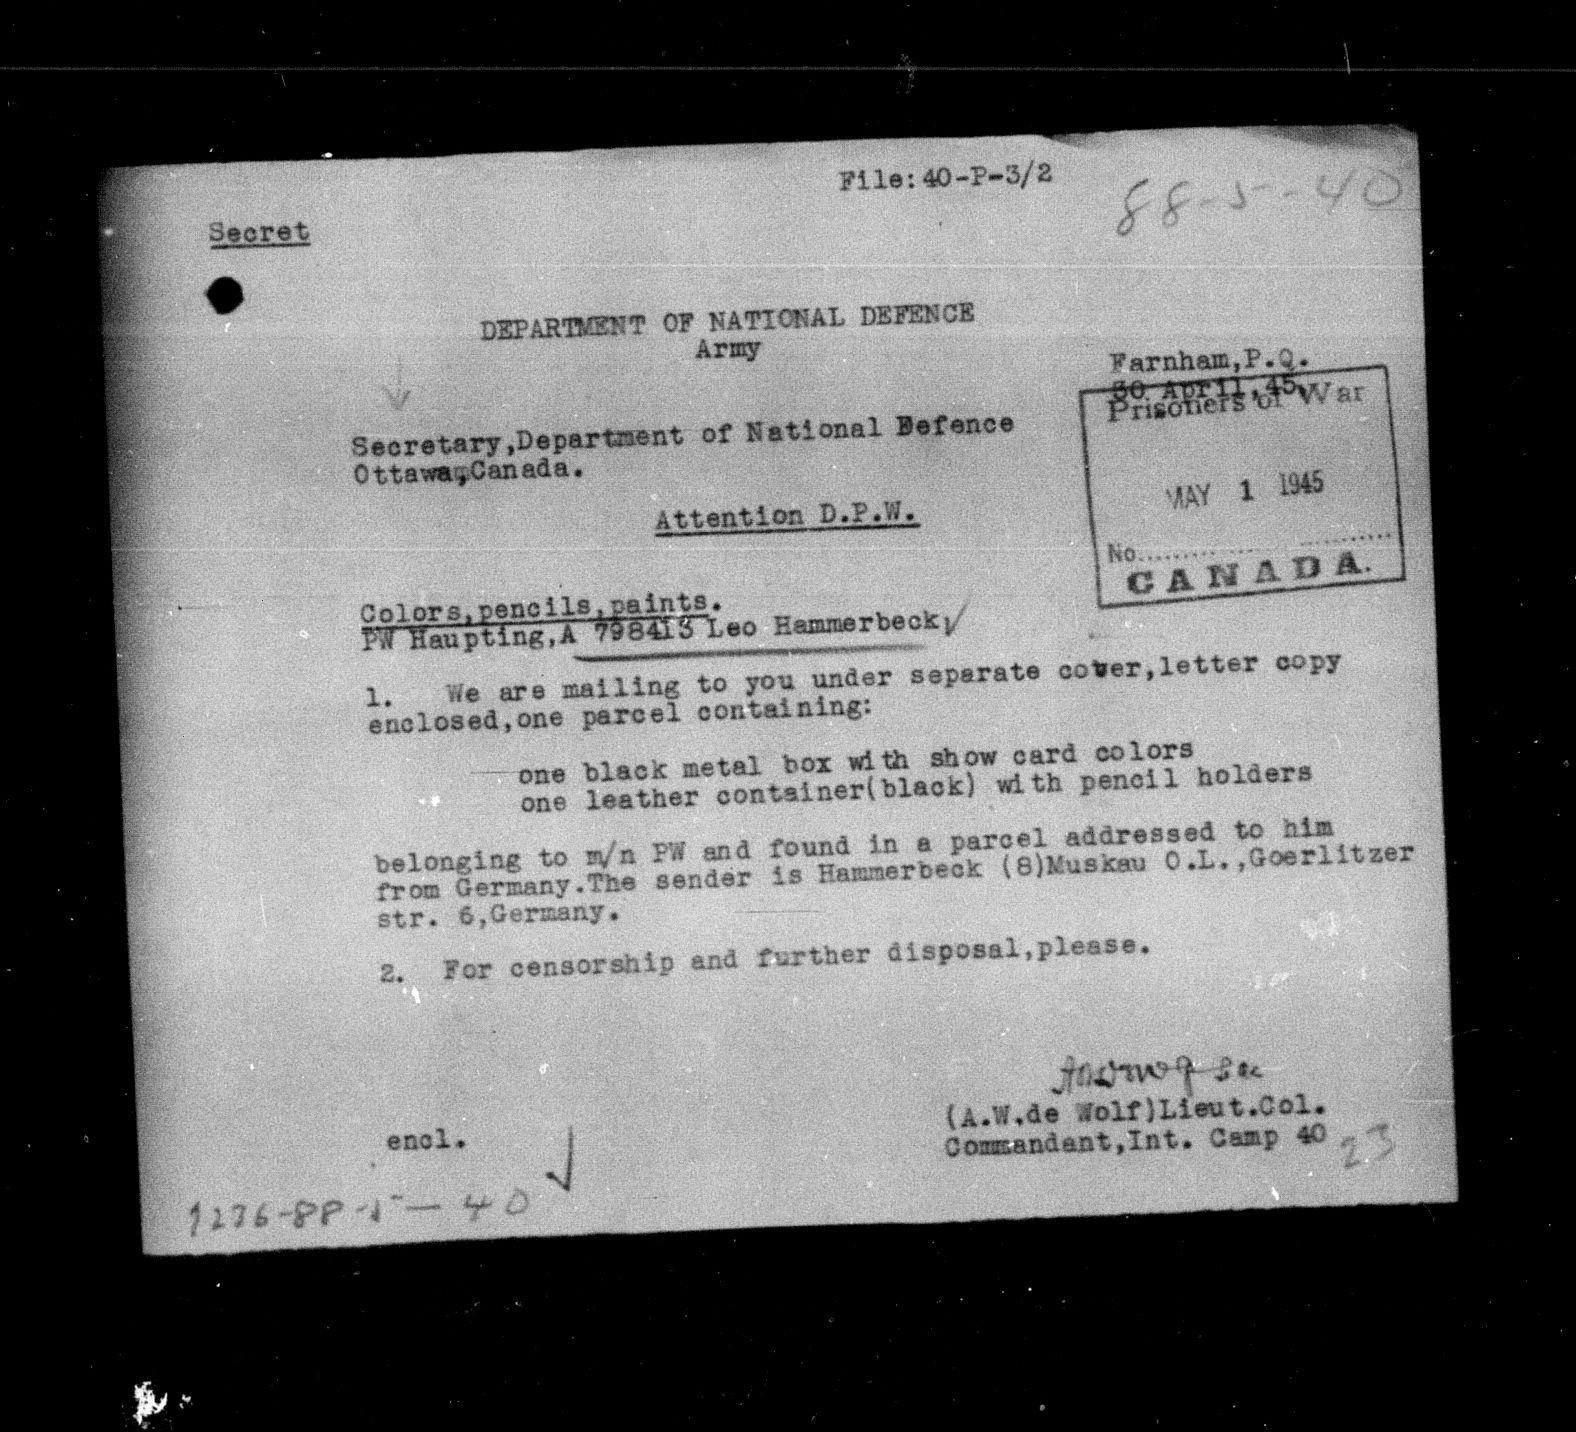 File:40-P-3/2
88-5-40
Secret
DEPARTMENT OF NATIONAL DEFENCE
Army
Farnham,P.Q.
30 April,45.
Prisoners of War
MAY 1 1945
No.
CANADA.
Secretary,Department of National Defence
Ottawa,Canada.
Attention D.P.W.
Colors,pencils,paints.
PW Haupting,A 798413 Leo Hammerbeck
1. We are mailing to you under separate cover,letter copy
enclosed,one parcel containing:
one black metal box with show card colors
one leather container(black) with pencil holders
belonging to m/n PW and found in a parcel addressed to him
from Germany.The sender is Hammerbeck (8)Muskau O.L.,Goerlitzer
str. 6,Germany.
2. For censorship and further disposal,please.
(A.W.de Wolf)Lieut.Col.
Commandant,Int. Camp 40
23
encl.
7236-88-5-40